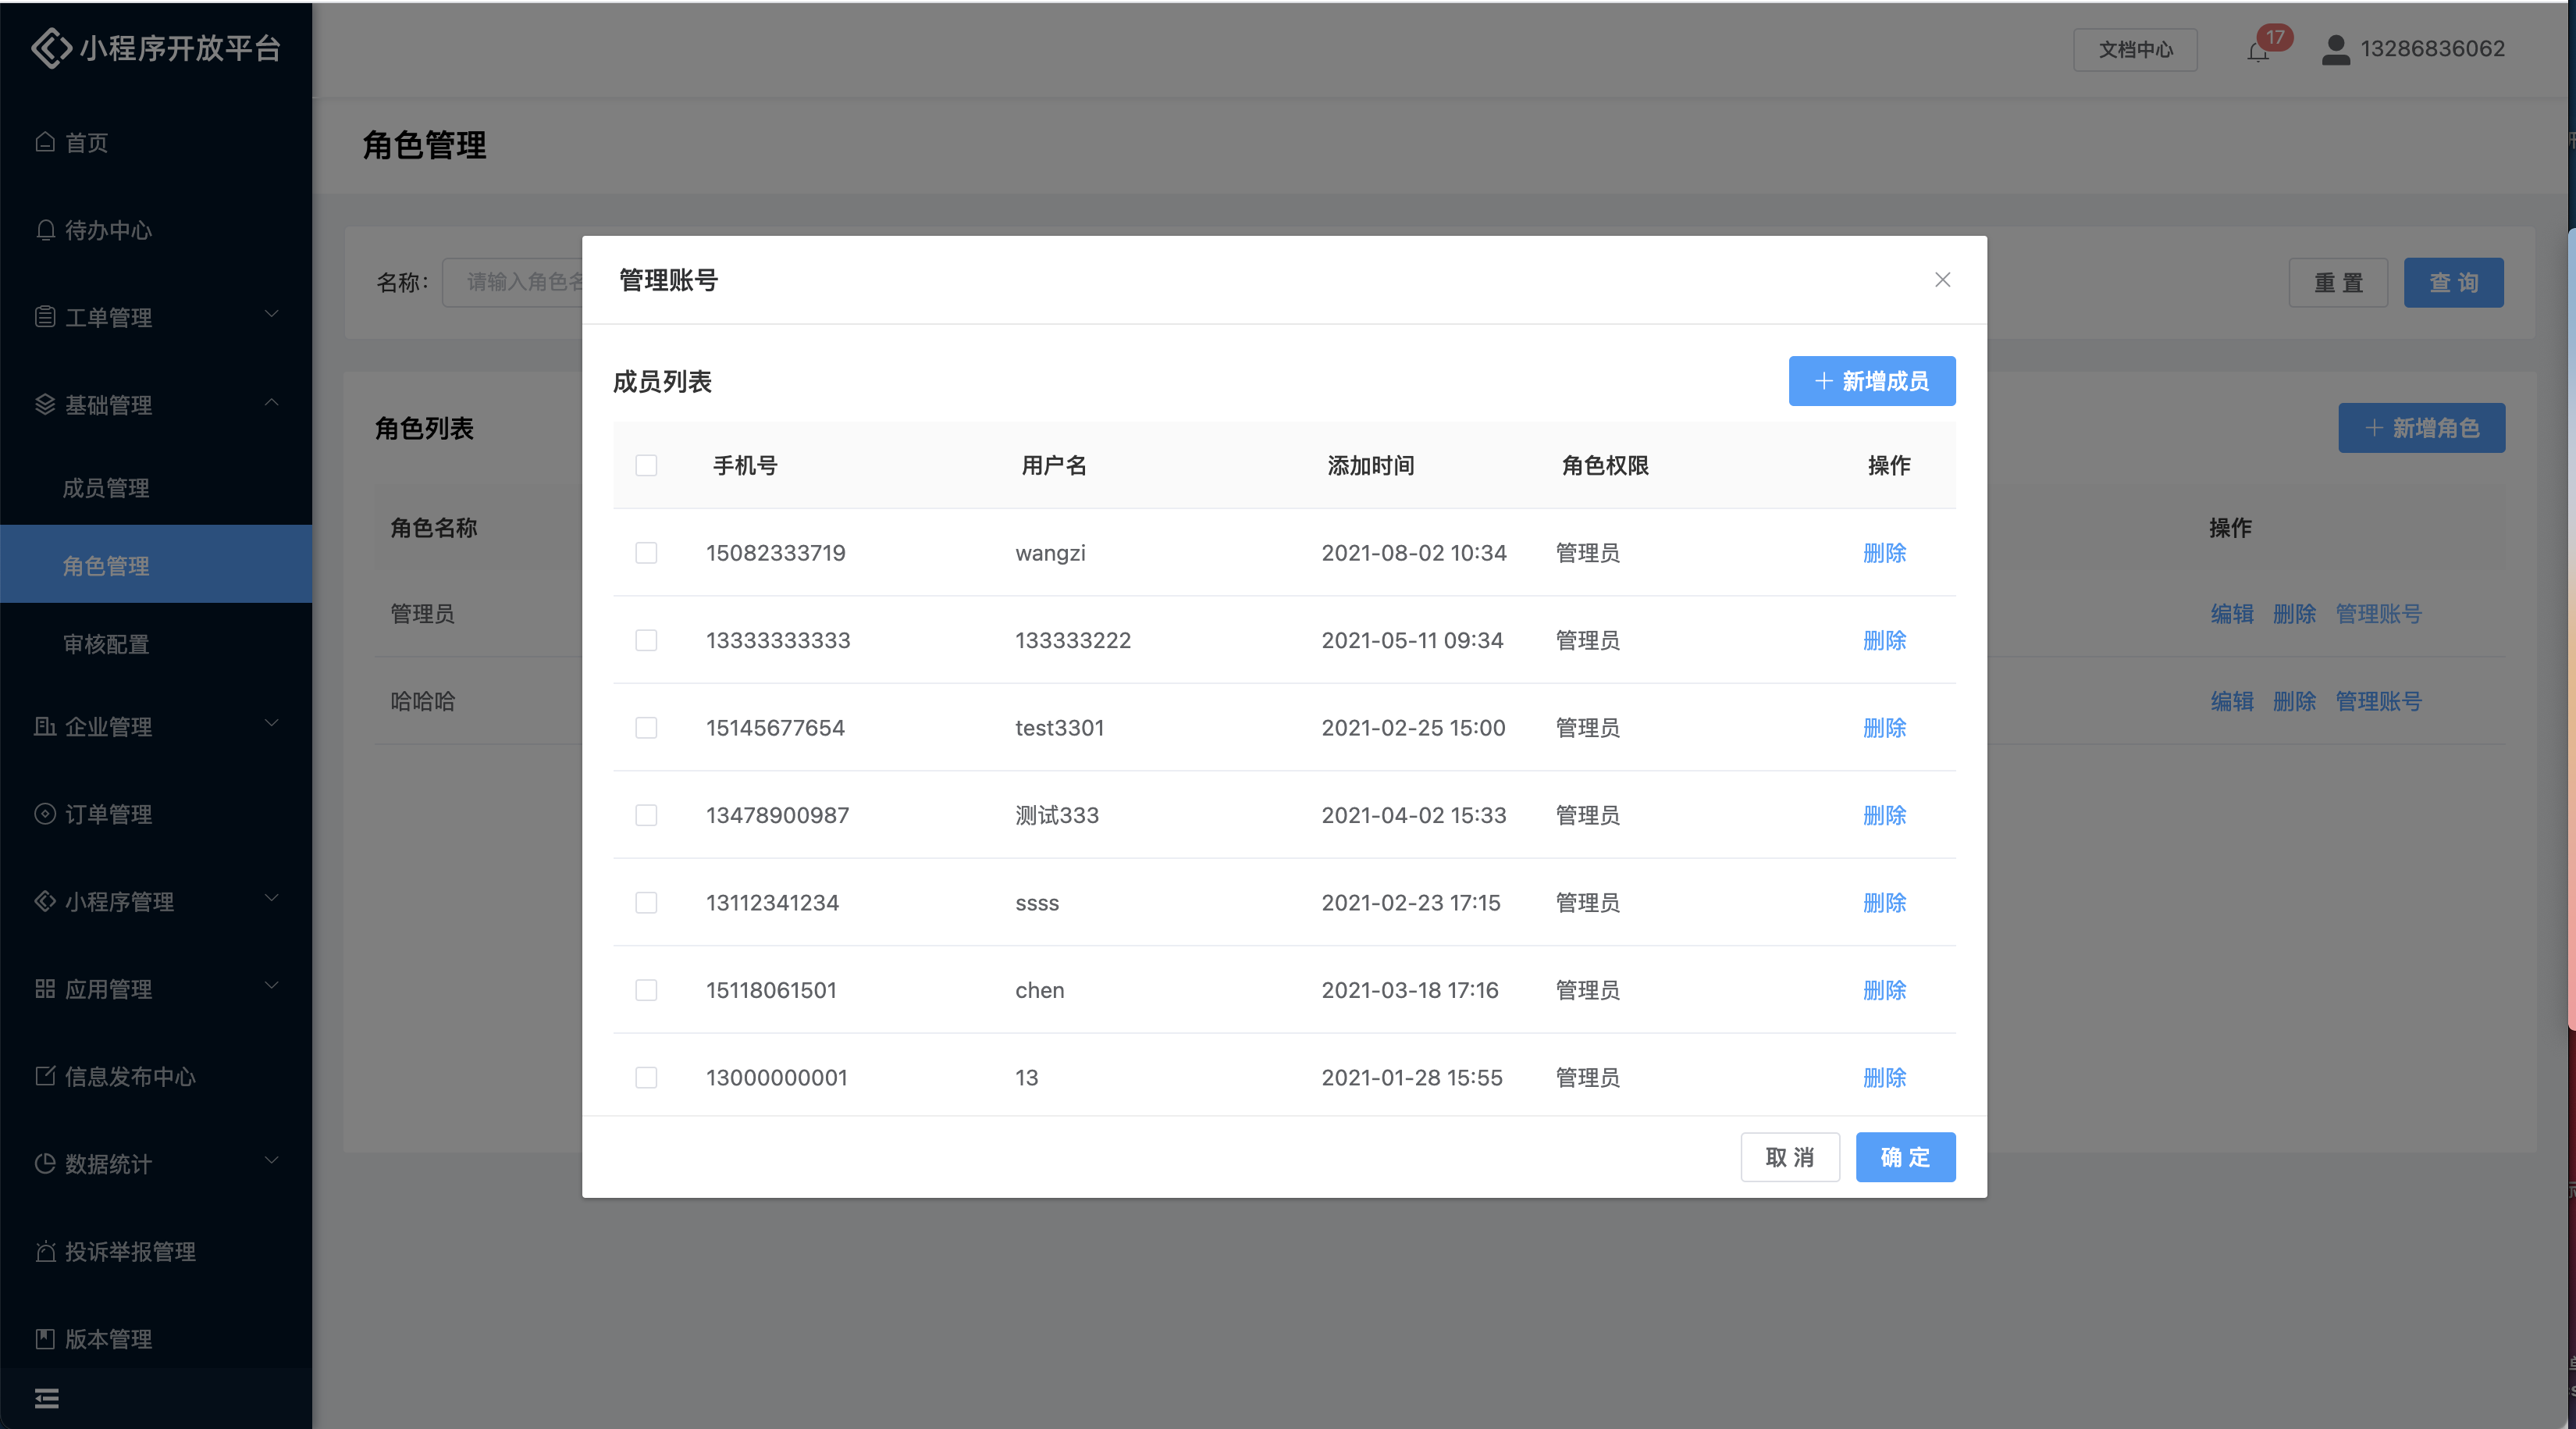 小程序开放平台
文档中心
17
13286836062
首页
待办中心
工单管理
基础管理
成员管理
角色管理
审核配置
企业管理
订单管理
小程序管理
应用管理
信息发布中心
数据统计
投诉举报管理
版本管理
角色管理
名称:
请输入角色名
重 置
查 询
角色列表
新增角色
角色名称
操作
管理员
编辑 删除 管理账号
哈哈哈
编辑 删除 管理账号
管理账号
成员列表
新增成员
手机号 用户名 添加时间 角色权限 操作
15082333719 wangzi 2021-08-02 10:34 管理员 删除
13333333333 133333222 2021-05-11 09:34 管理员 删除
15145677654 test3301 2021-02-25 15:00 管理员 删除
13478900987 测试333 2021-04-02 15:33 管理员 删除
13112341234 ssss 2021-02-23 17:15 管理员 删除
15118061501 chen 2021-03-18 17:16 管理员 删除
13000000001 13 2021-01-28 15:55 管理员 删除
取 消
确 定